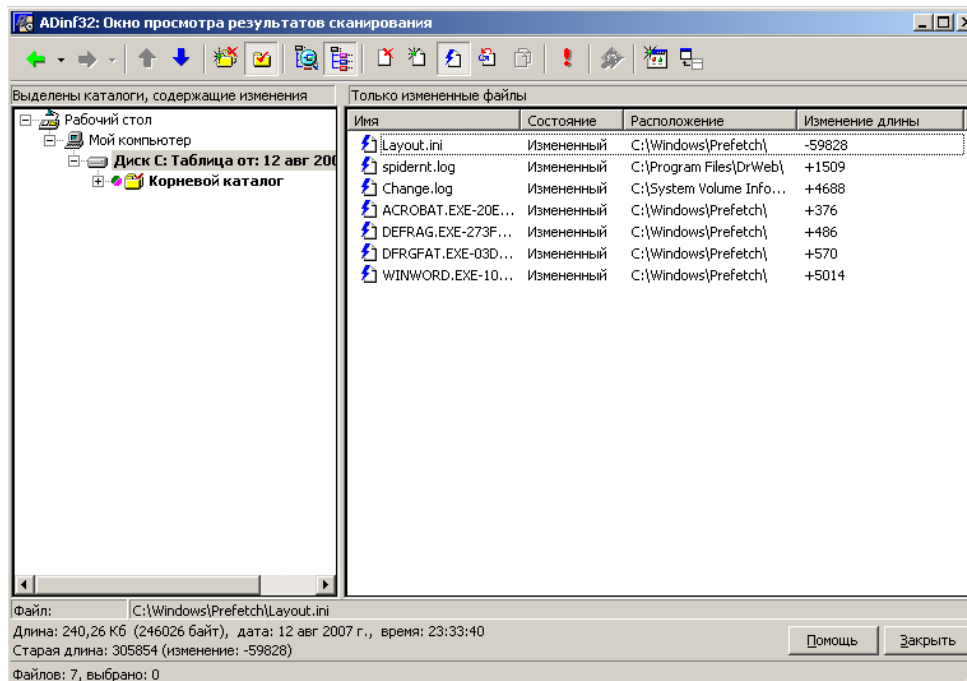 ADinf32: Окно просмотра результатов сканирования
Выделены каталоги, содержащие изменения
Только измененные файлы
Рабочий стол
Мой компьютер
Диск C: Таблица от: 12 авг 200
Корневой каталог
Имя Состояние Расположение Изменение длины
Layout.ini Измененный C:\Windows\Prefetch\ -59828
spidernt.log Измененный C:\Program Files\DrWeb\ +1509
Change.log Измененный C:\System Volume Info... +4688
ACROBAT.EXE-20E... Измененный C:\Windows\Prefetch\ +376
DEFRAG.EXE-273F... Измененный C:\Windows\Prefetch\ +486
DFRGFAT.EXE-03D... Измененный C:\Windows\Prefetch\ +570
WINWORD.EXE-10... Измененный C:\Windows\Prefetch\ +5014
Файл: C:\Windows\Prefetch\Layout.ini
Длина: 240,26 Кб (246026 байт), дата: 12 авг 2007 г., время: 23:33:40
Старая длина: 305854 (изменение: -59828)
Помощь Закрыть
Файлов: 7, выбрано: 0